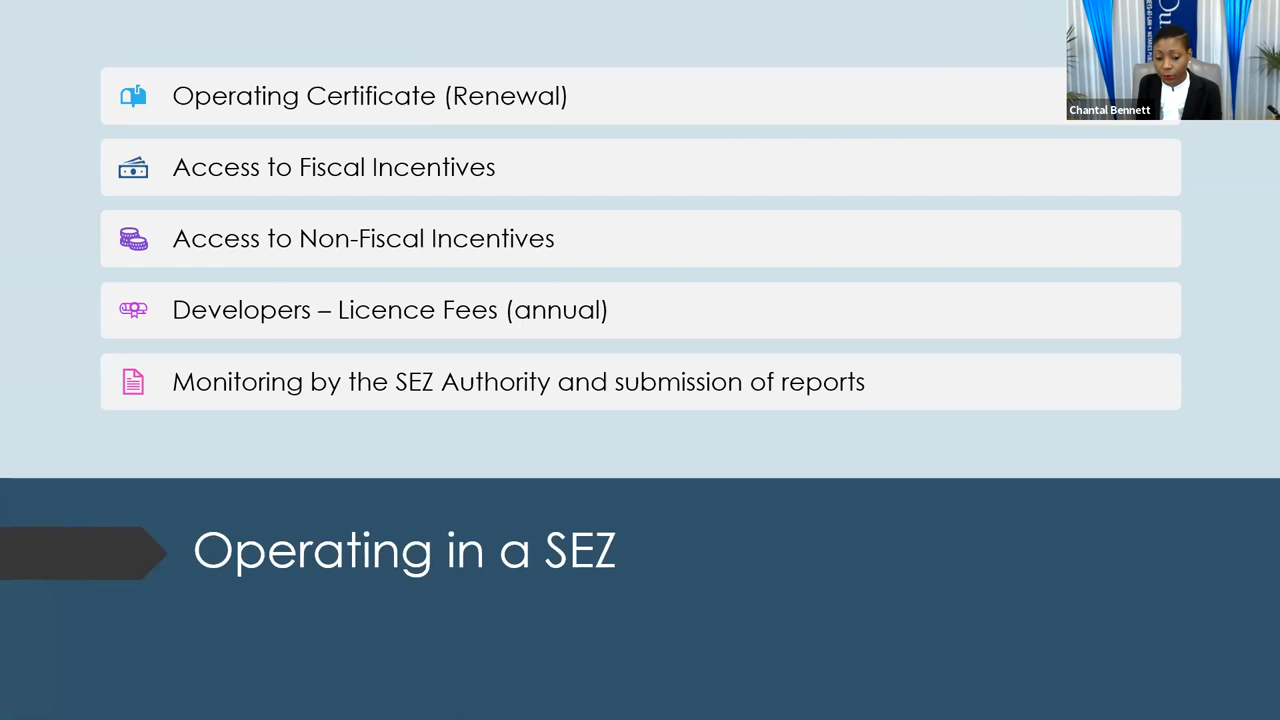 Operating Certificate (Renewal)
Chantal Bennett
Access to Fiscal Incentives
Access to Non-Fiscal Incentives
Developers – Licence Fees (annual)
Monitoring by the SEZ Authority and submission of reports
Operating in a SEZ